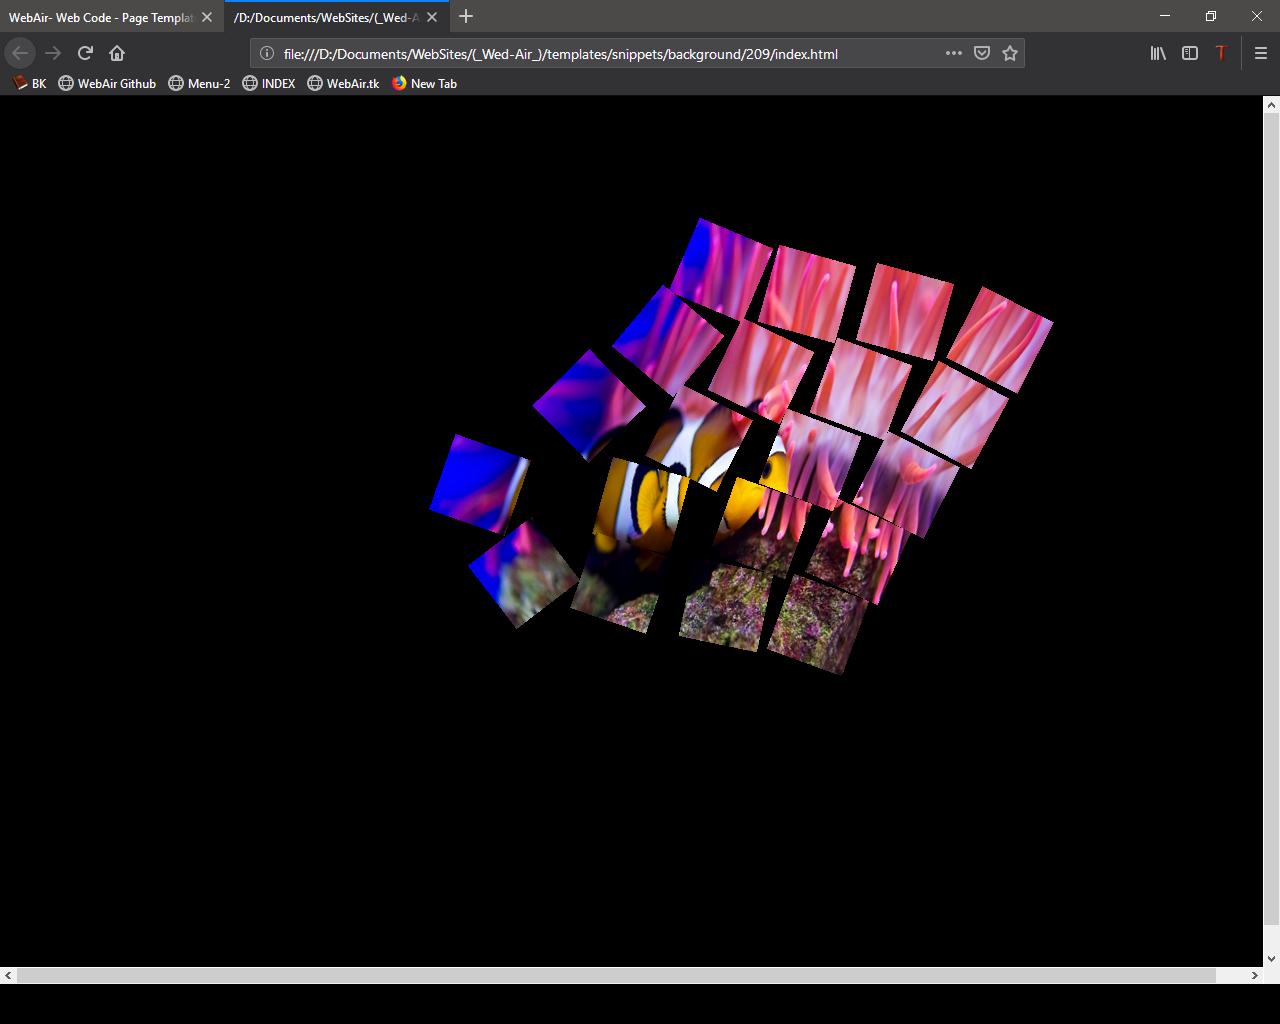 WebAir- Web Code - Page Templat
/D:/Documents/WebSites/(_Wed-A
file:///D:/Documents/WebSites/(_Wed-Air_)/templates/snippets/background/209/index.html
BK WebAir Github Menu-2 INDEX WebAir.tk New Tab